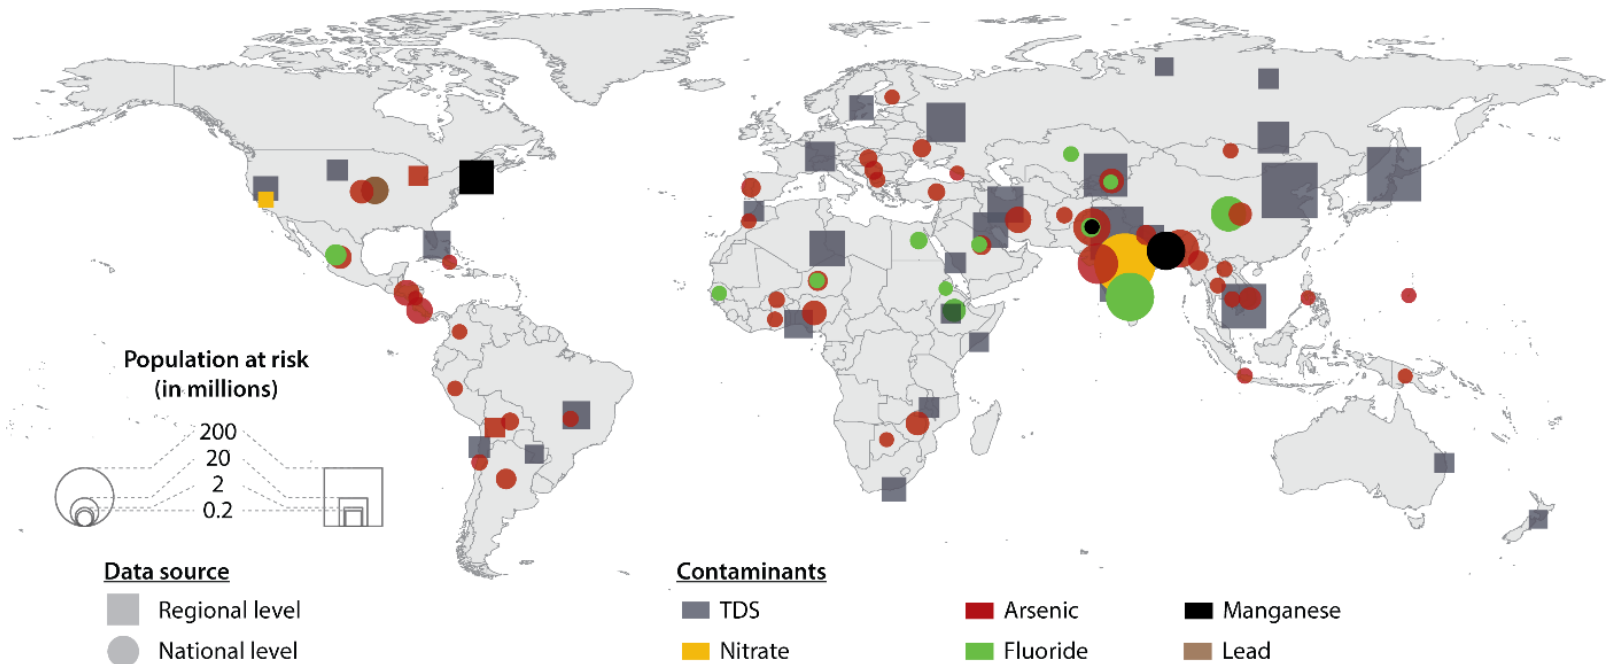 Population at risk
(in millions)
200
20
2
0.2
Data source
Regional level
National level
Contaminants
TDS
Arsenic
Manganese
Nitrate
Fluoride
Lead